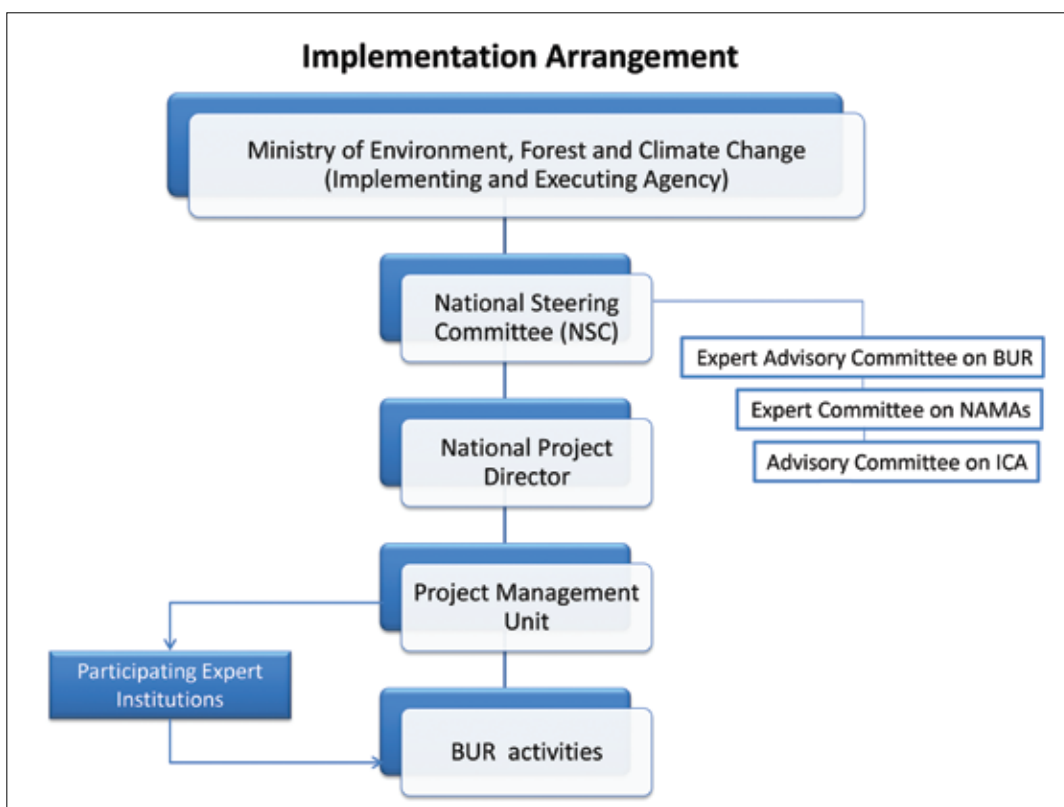 Implementation Arrangement
Ministry of Environment, Forest and Climate Change
(Implementing and Executing Agency)
National Steering
Committee (NSC)
Expert Advisory Committee on BUR
Expert Committee on NAMAs
Advisory Committee on ICA
National Project
Director
Project Management
Unit
Participating Expert
Institutions
BUR activities